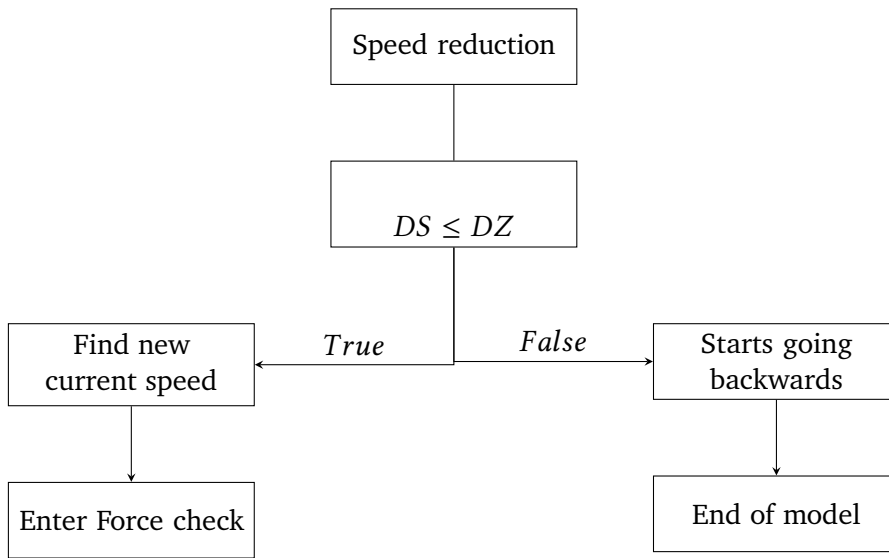 Speed reduction
DS ≤ DZ
True
False
Find new
current speed
Starts going
backwards
Enter Force check
End of model